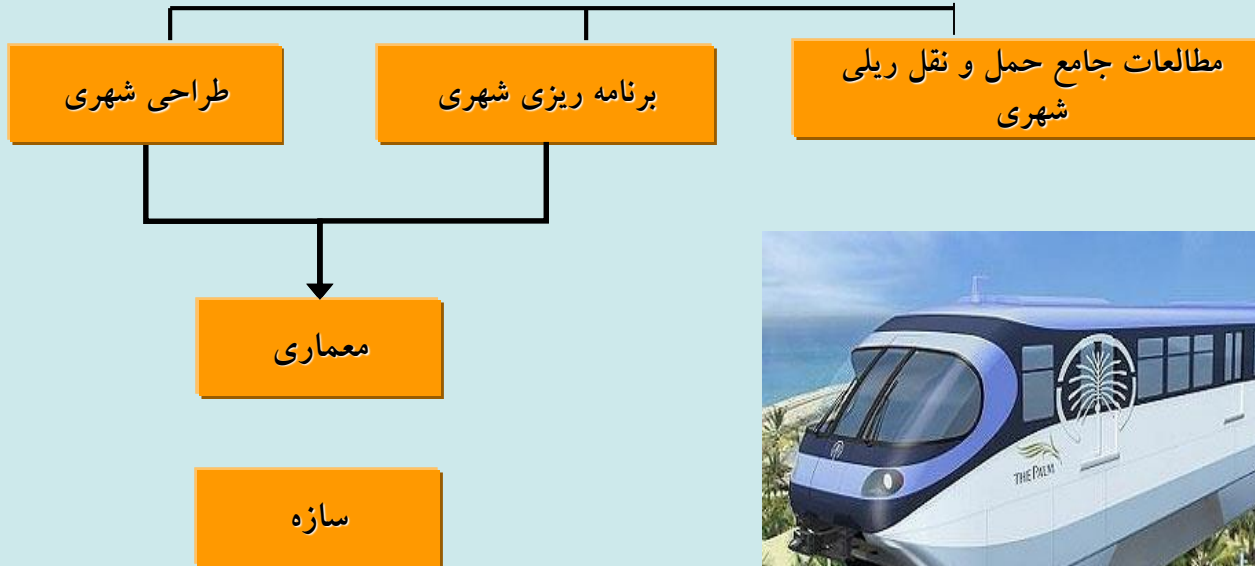 مطالعات جامع حمل و نقل ریلی
شهری
برنامه ریزی شهری
طراحی شهری
معماری
سازه
THE PALM